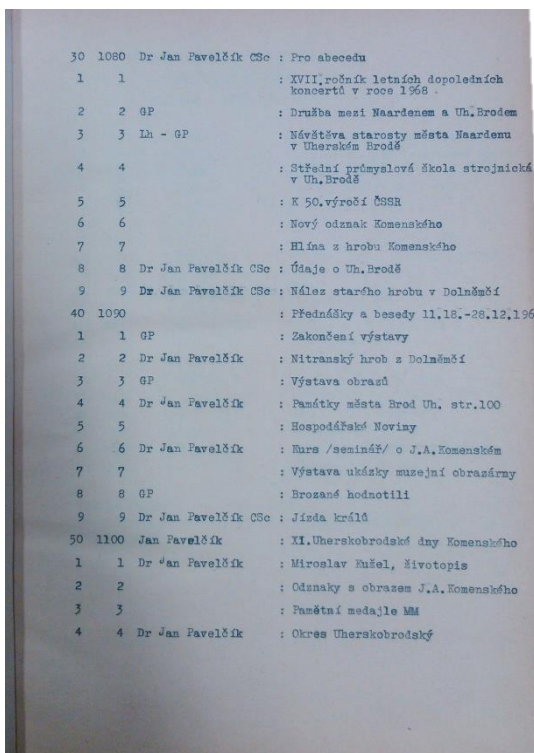 30 1080 Dr Jan Pavelčík CSc : Pro abecedu
1 1 : XVII.ročník letních dopoledních
koncertů v roce 1968 .
2 2 GP : Družba mezi Naardenem a Uh.Brodem
3 3 Lh - GP : Návštěva starosty města Naardenu
v Uherském Brodě
4 4 : Střední průmyslová škola strojnická
v Uh.Brodě
5 5 : K 50.výročí ČSSR
6 6 : Nový odznak Komenského
7 7 : Hlína z hrobu Komenského
8 8 Dr Jan Pavelčík CSc : Údaje o Uh.Brodě
9 9 Dr Jan Pavelčík CSc : Nález starého hrobu v Dolněmčí
40 1090 : Přednášky a besedy 11.18.-28.12.196
1 1 GP : Zakončení výstavy
2 2 Dr Jan Pavelčík : Nitranský hrob z Dolněmčí
3 3 GP : Výstava obrazů
4 4 Dr Jan Pavelčík : Památky města Brod Uh. str.100
5 5 : Hospodářské Noviny
6 6 Dr Jan Pavelčík : Kurs /seminář/ o J.A.Komenském
7 7 : Výstava ukázky muzejní obrazárny
8 8 GP : Brozané hodnotili
9 9 Dr Jan Pavelčík CSc : Jízda králů
50 1100 Jan Pavelčík : XI.Uherskobrodské dny Komenského
1 1 Dr Jan Pavelčík : Miroslav Kušel, životopis
2 2 : Odznaky s obrazem J.A.Komenského
3 3 : Pamětní medajle MM
4 4 Dr Jan Pavelčík : Okres Uherskobrodský